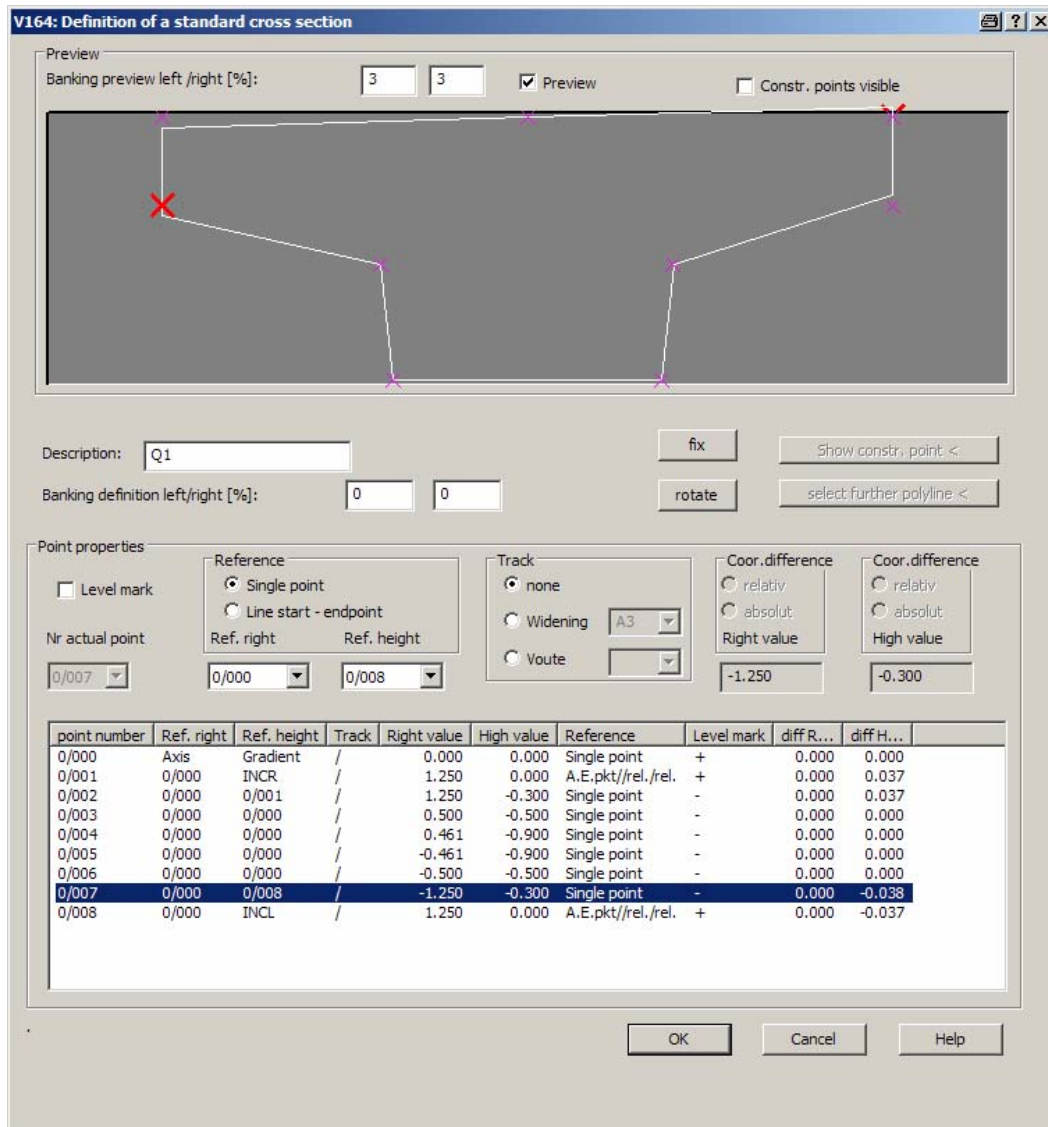 V164: Definition of a standard cross section
Preview
Banking preview left /right [%]: 3 3 Preview Constr. points visible
Description: Q1 fix Show constr. point <
Banking definition left/right [%]: 0 0 rotate select further polyline <
Point properties
Reference Track Coor.difference Coor.difference
Level mark Single point none relativ relativ
Line start - endpoint Widening A3 absolut absolut
Nr actual point Ref. right Ref. height Right value High value
0/007 0/000 0/008 Voute -1.250 -0.300
point number Ref. right Ref. height Track Right value High value Reference Level mark diff R... diff H...
0/000 Axis Gradient / 0.000 0.000 Single point + 0.000 0.000
0/001 0/000 INCR / 1.250 0.000 A.E.pkt//rel./rel. + 0.000 0.037
0/002 0/000 0/001 / 1.250 -0.300 Single point - 0.000 0.037
0/003 0/000 0/000 / 0.500 -0.500 Single point - 0.000 0.000
0/004 0/000 0/000 / 0.461 -0.900 Single point - 0.000 0.000
0/005 0/000 0/000 / -0.461 -0.900 Single point - 0.000 0.000
0/006 0/000 0/000 / -0.500 -0.500 Single point - 0.000 0.000
0/007 0/000 0/008 / -1.250 -0.300 Single point - 0.000 -0.038
0/008 0/000 INCL / 1.250 0.000 A.E.pkt//rel./rel. + 0.000 -0.037
OK Cancel Help